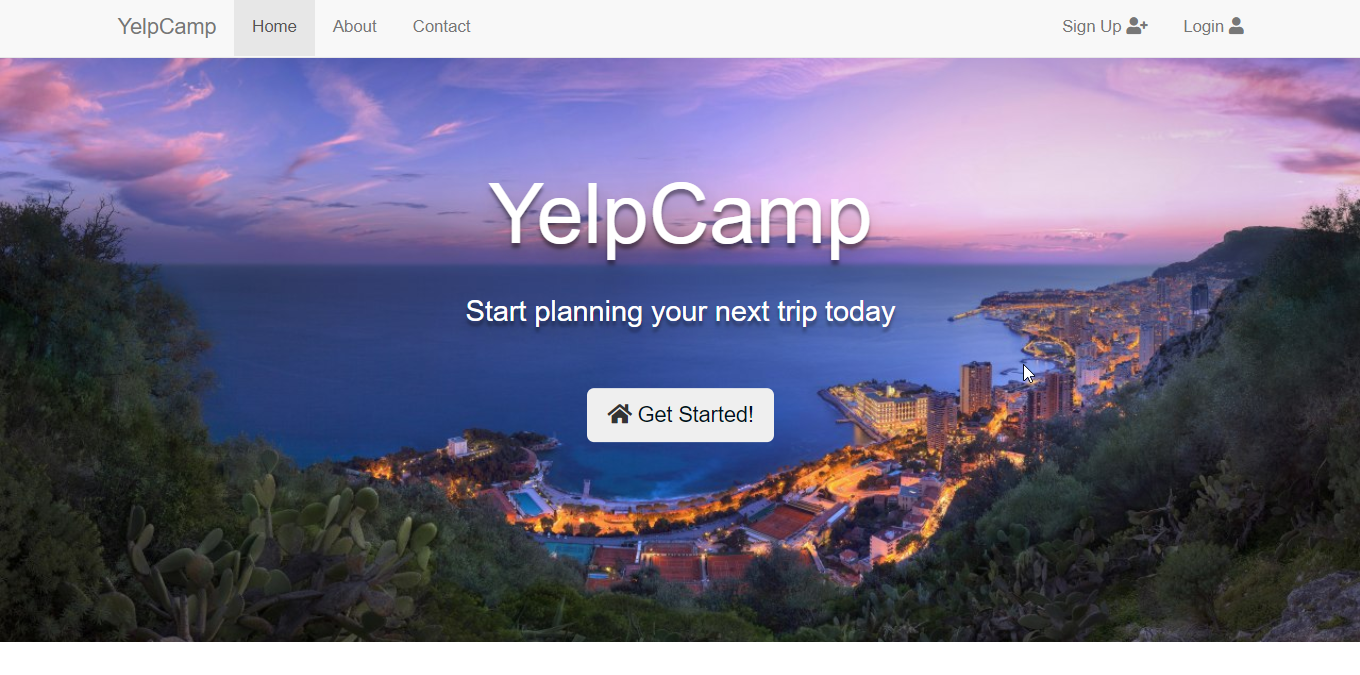 YelpCamp Home About Contact Sign Up Login
YelpCamp
Start planning your next trip today
Get Started!